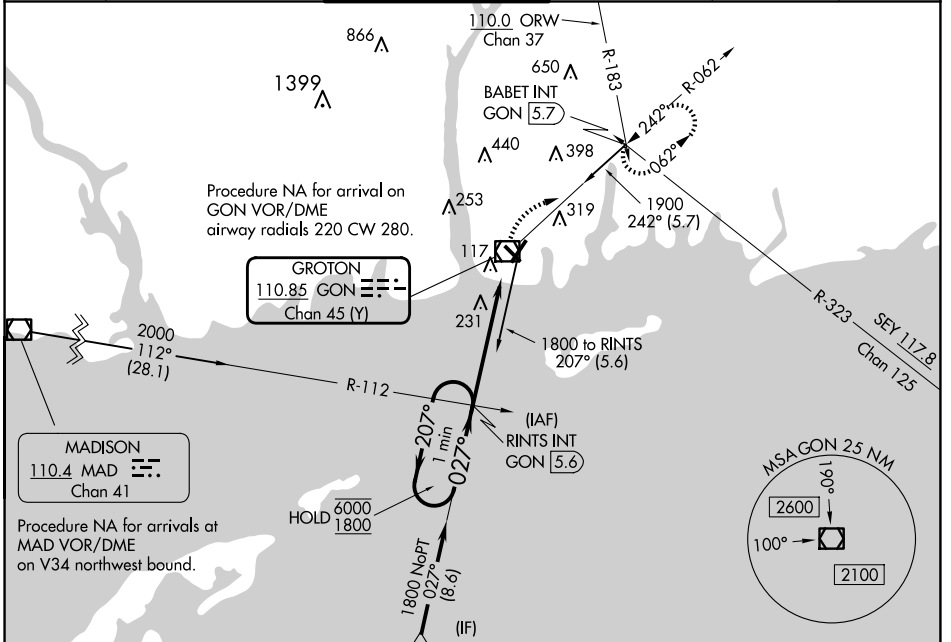 110.0 ORW
Chan 37
866
1399
650
R-183
R-062
BABET INT
GON 5.7
242°
062°
440
398
1900
242° (5.7)
Procedure NA for arrival on
GON VOR/DME
airway radials 220 CW 280.
253
319
117
GROTON
110.85 GON
Chan 45 (Y)
231
R-323
SEY 117.8
Chan 125
2000
112°
(28.1)
1800 to RINTS
207° (5.6)
R-112
(IAF)
RINTS INT
GON 5.6
207°
1 min
027°
MADISON
110.4 MAD
Chan 41
HOLD 6000
1800
Procedure NA for arrivals at
MAD VOR/DME
on V34 northwest bound.
1800 NoPT
027°
(8.6)
(IF)
MSA GON 25 NM
190°
2600
100°
2100